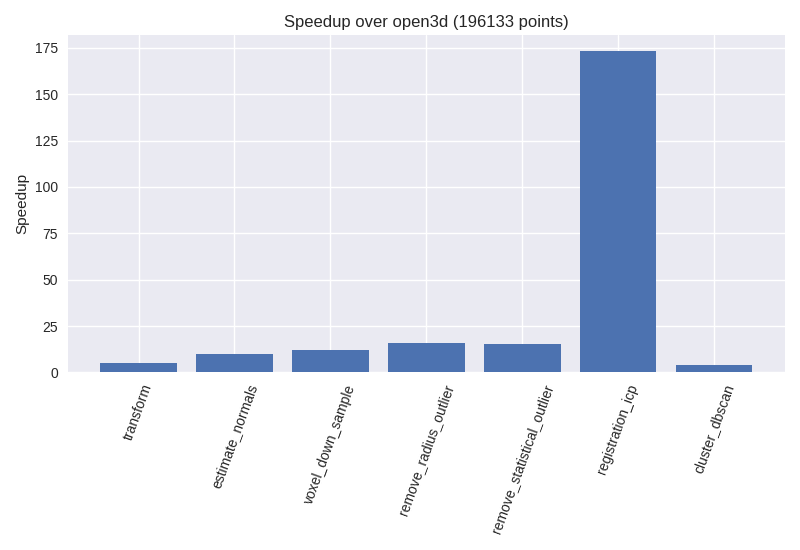 Speedup over open3d (196133 points)
Speedup
175
150
125
100
75
50
25
0
transform
estimate_normals
voxel_down_sample
remove_radius_outlier
remove_statistical_outlier
registration_icp
cluster_dbscan